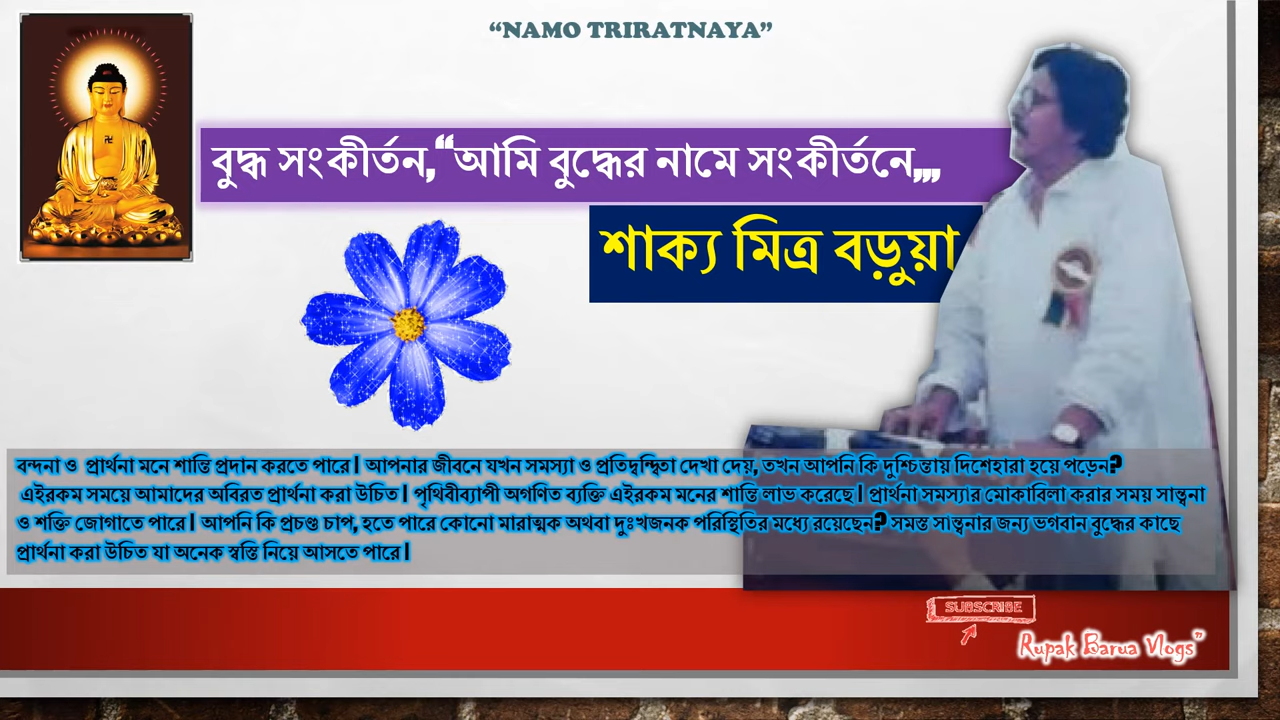 “NAMO TRIRATNAYA”
বুদ্ধ সংকীর্তন,“আমি বুদ্ধের নামে সংকীর্তনে,,,
শাক্য মিত্র বড়ুয়া
বন্দনা ও প্রার্থনা মনে শান্তি প্রদান করতে পারে। আপনার জীবনে যখন সমস্যা ও প্রতিদ্বন্দ্বিতা দেখা দেয়, তখন আপনি কি দুশ্চিন্তায় দিশেহারা হয়ে পড়েন?
এইরকম সময়ে আমাদের অবিরত প্রার্থনা করা উচিত। পৃথিবীব্যাপী অগণিত ব্যক্তি এইরকম মনের শান্তি লাভ করেছে। প্রার্থনা সমস্যার মোকাবিলা করার সময় সান্ত্বনা
ও শক্তি জোগাতে পারে। আপনি কি প্রচণ্ড চাপ, হতে পারে কোনো মারাত্মক অথবা দুঃখজনক পরিস্থিতির মধ্যে রয়েছেন? সমস্ত সান্ত্বনার জন্য ভগবান বুদ্ধের কাছে
প্রার্থনা করা উচিত যা অনেক স্বস্তি নিয়ে আসতে পারে।
SUBSCRIBE
Rupak Barua Vlogs”